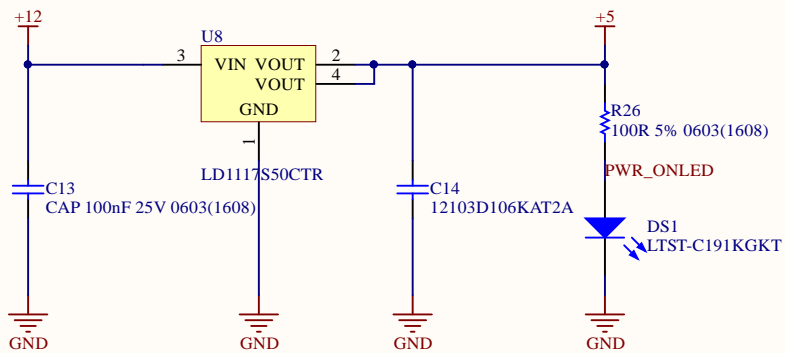 +12
+5
U8
3
VIN VOUT
2
VOUT
4
GND
1
LD1117S50CTR
R26
100R 5% 0603(1608)
PWR_ONLED
C13
CAP 100nF 25V 0603(1608)
C14
12103D106KAT2A
DS1
LTST-C191KGKT
GND
GND
GND
GND